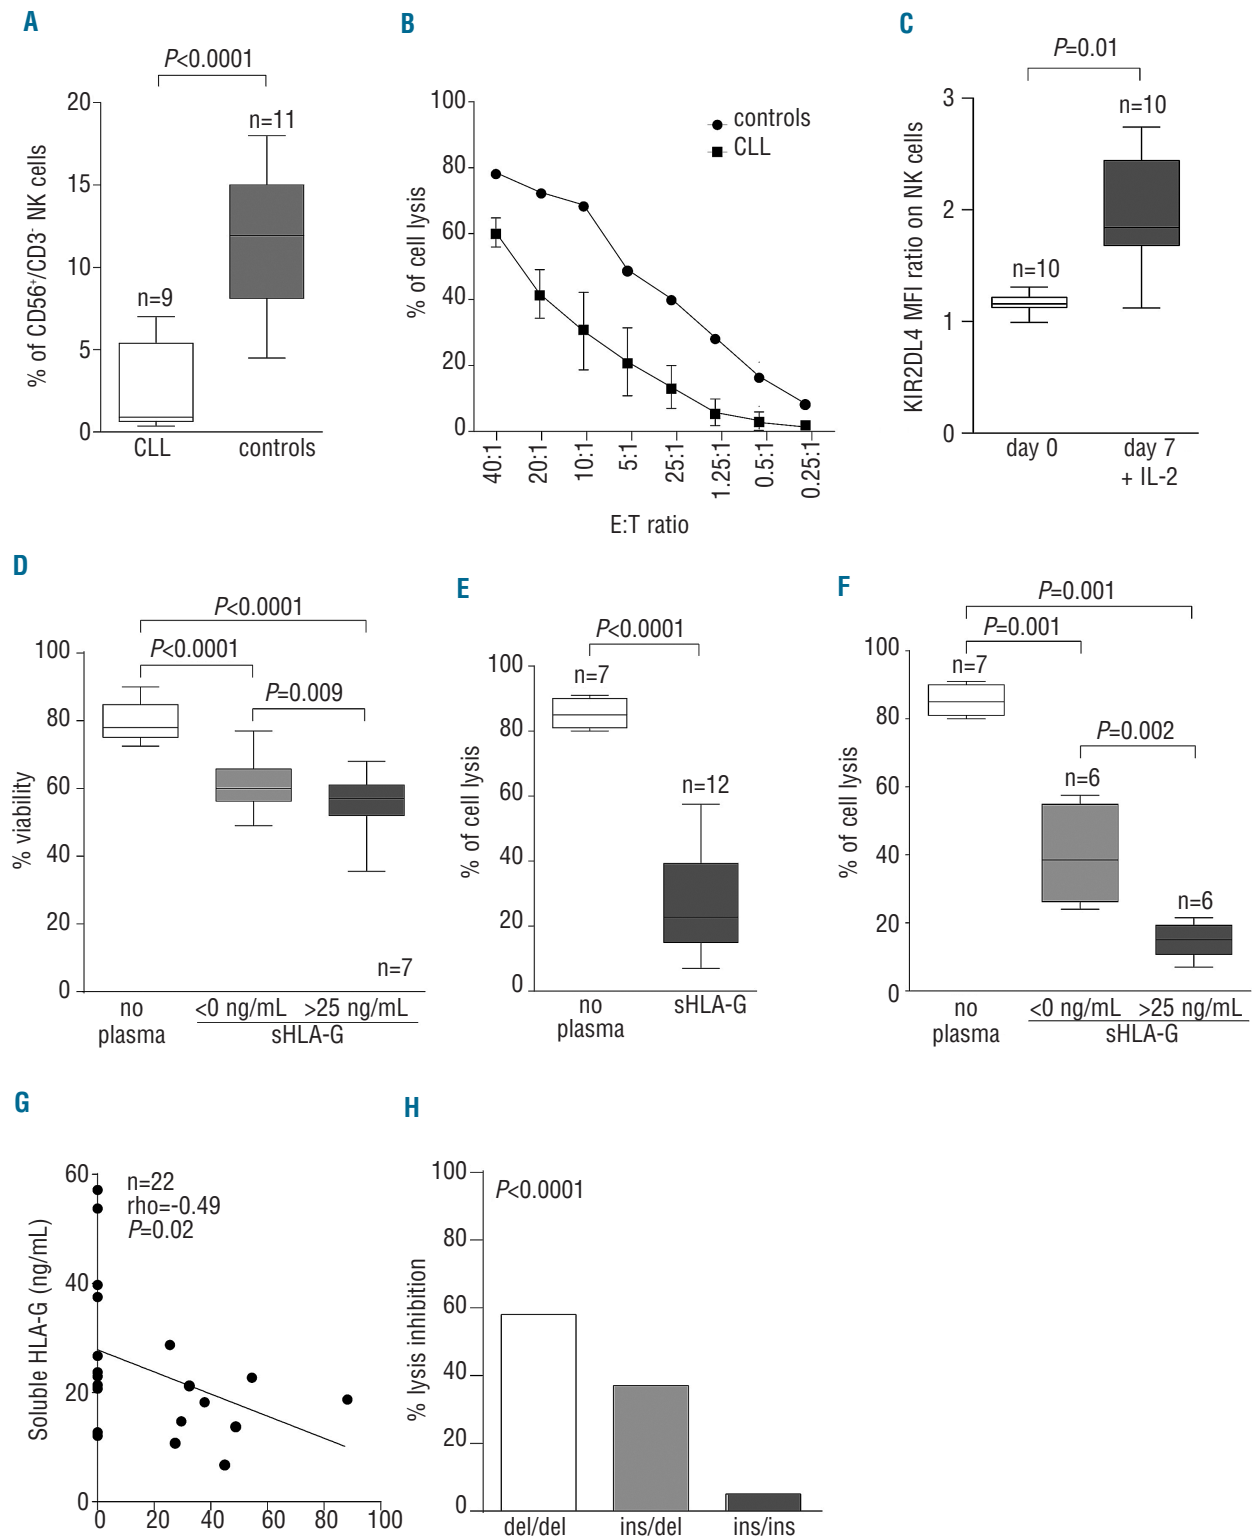 A
P<0.0001
% of CD56+/CD3- NK cells
20
15
10
5
0
n=9
n=11
CLL
controls
B
% of cell lysis
100
80
60
40
20
0
controls
CLL
40:1
20:1
10:1
5:1
25:1
1.25:1
0.5:1
0.25:1
E:T ratio
C
P=0.01
KIR2DL4 MFI ratio on NK cells
3
2
1
0
n=10
n=10
day 0
day 7
+ IL-2
D
P<0.0001
P<0.0001
P=0.009
% viability
100
80
60
40
20
0
n=7
no
plasma
<0 ng/mL
>25 ng/mL
sHLA-G
E
P<0.0001
% of cell lysis
100
80
60
40
20
0
n=7
n=12
no
plasma
sHLA-G
F
P=0.001
P=0.001
P=0.002
% of cell lysis
100
80
60
40
20
0
n=7
n=6
n=6
no
plasma
<0 ng/mL
>25 ng/mL
sHLA-G
G
Soluble HLA-G (ng/mL)
60
40
20
0
n=22
rho=-0.49
P=0.02
0
20
40
60
80
100
H
% lysis inhibition
100
80
60
40
20
0
P<0.0001
del/del
ins/del
ins/ins